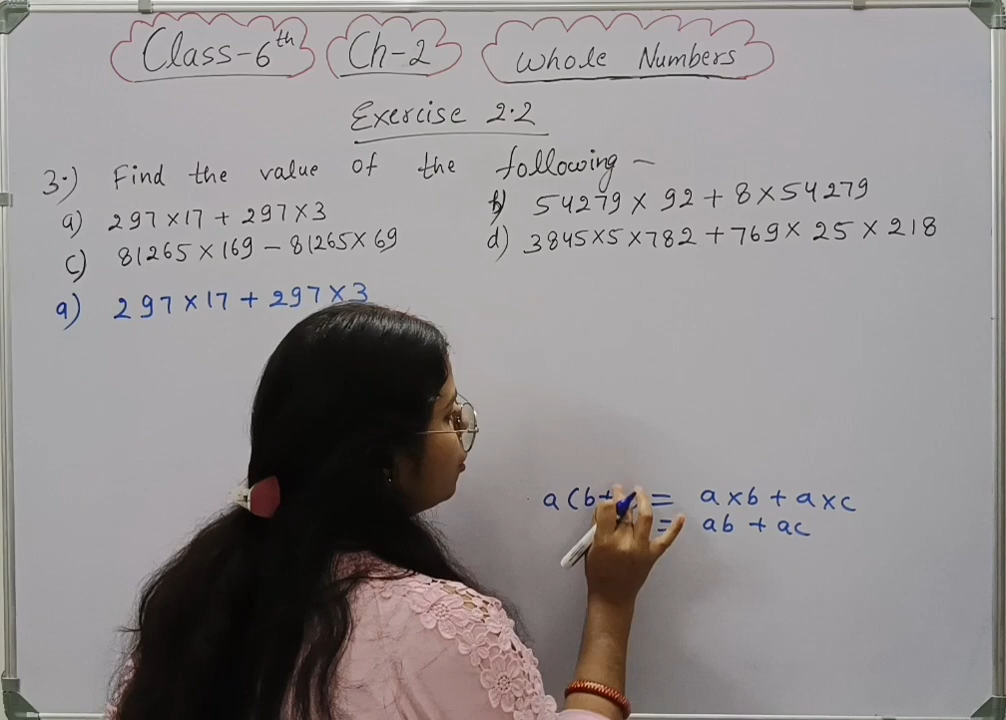 Class-6th Ch-2 Whole Numbers
Exercise 2.2
3.) Find the value of the following –
a) 297×17 + 297×3
b) 54279 × 92 + 8×54279
c) 81265 × 169 – 81265×69
d) 3845×5×782 + 769× 25 × 218
a) 297×17 + 297×3
a(b+ = a×b + a×c
= ab + ac